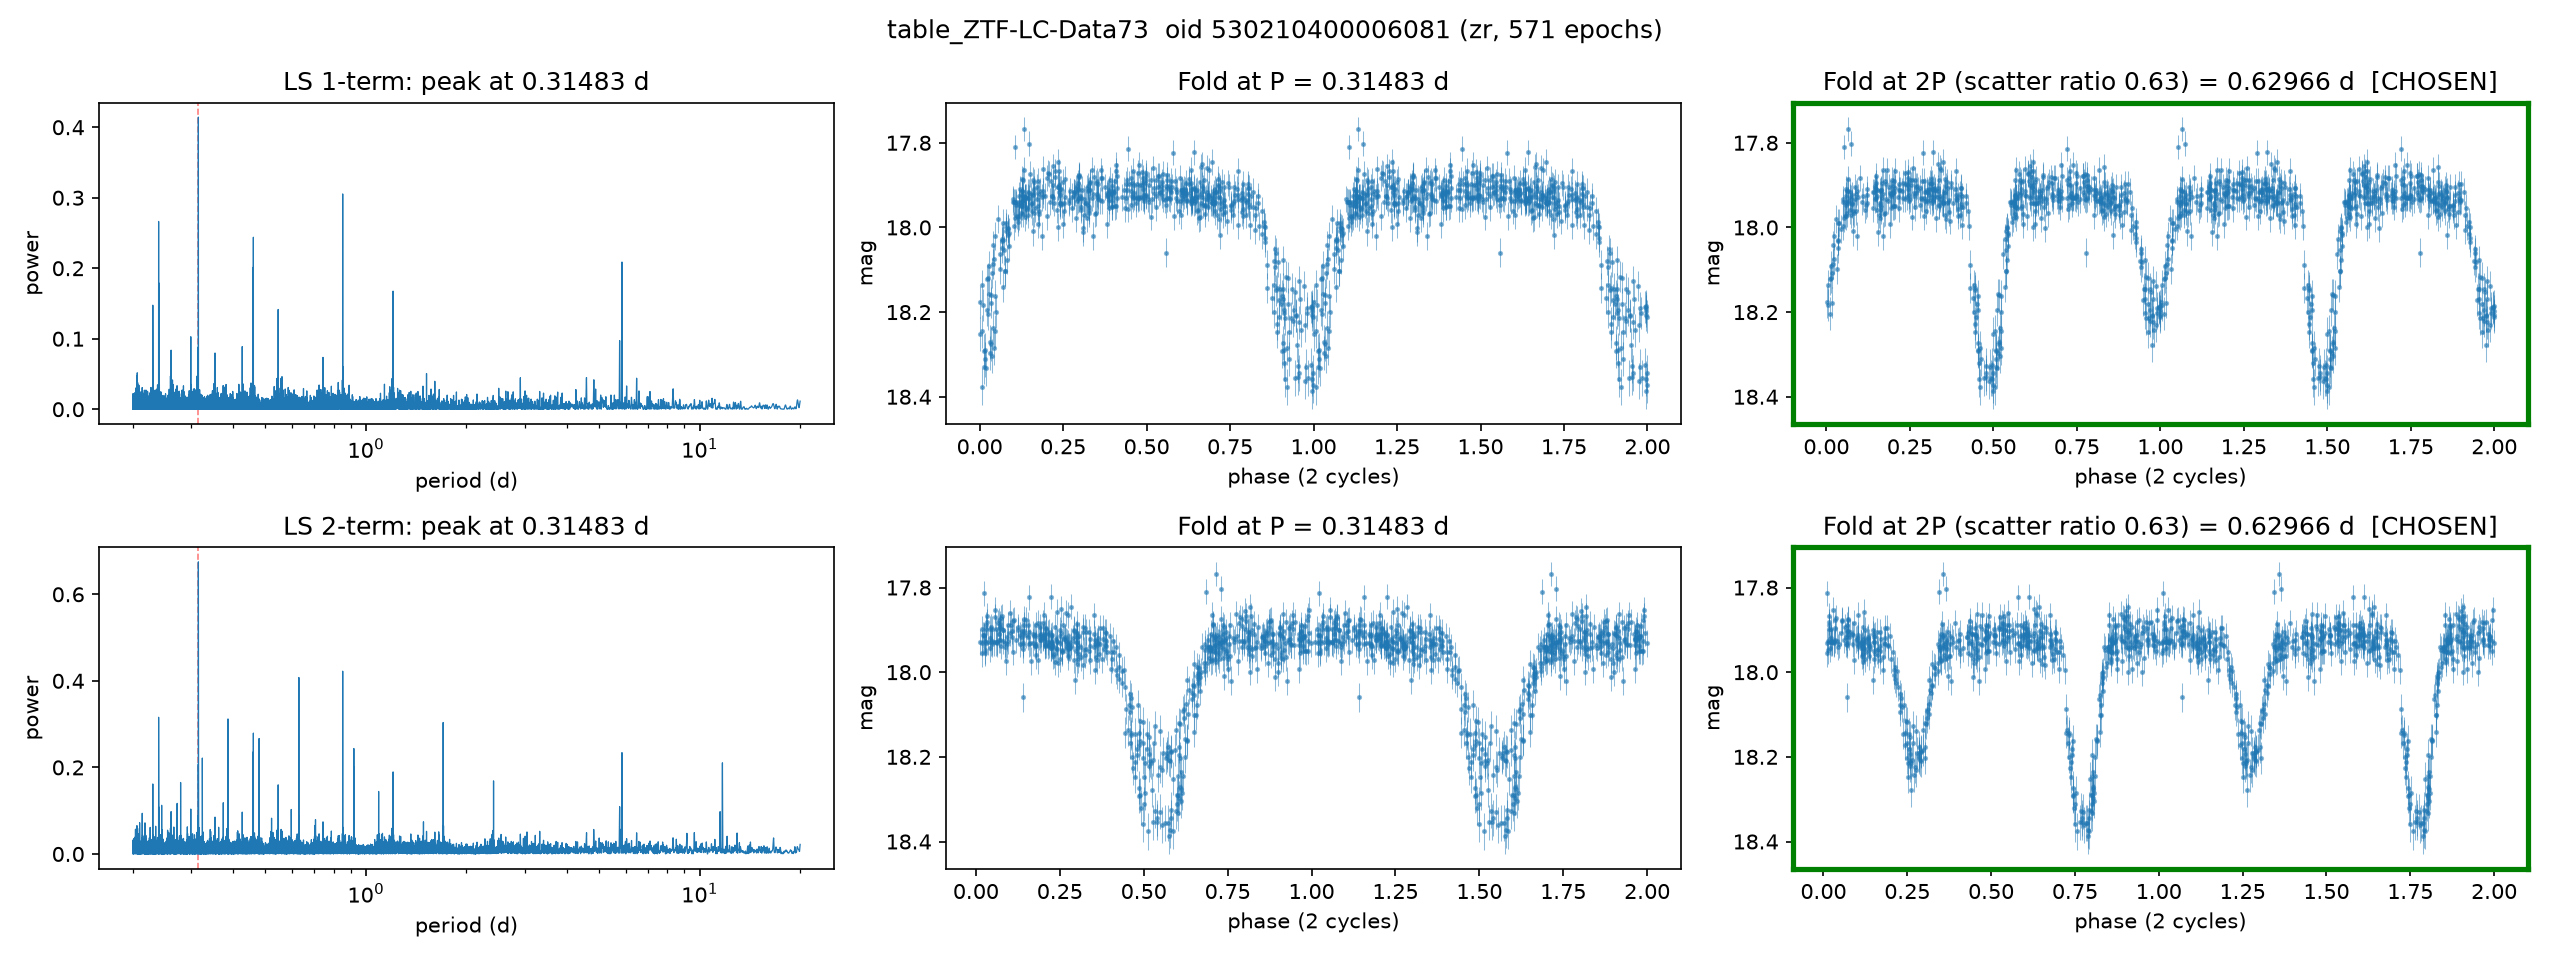 table_ZTF-LC-Data73  oid 530210400006081 (zr, 571 epochs)
LS 1-term: peak at 0.31483 d
Fold at P = 0.31483 d
Fold at 2P (scatter ratio 0.63) = 0.62966 d  [CHOSEN]
power
0.4
0.3
0.2
0.1
0.0
10⁰
10¹
period (d)
mag
17.8
18.0
18.2
18.4
0.00 0.25 0.50 0.75 1.00 1.25 1.50 1.75 2.00
phase (2 cycles)
mag
17.8
18.0
18.2
18.4
0.00 0.25 0.50 0.75 1.00 1.25 1.50 1.75 2.00
phase (2 cycles)
LS 2-term: peak at 0.31483 d
Fold at P = 0.31483 d
Fold at 2P (scatter ratio 0.63) = 0.62966 d  [CHOSEN]
power
0.6
0.4
0.2
0.0
10⁰
10¹
period (d)
mag
17.8
18.0
18.2
18.4
0.00 0.25 0.50 0.75 1.00 1.25 1.50 1.75 2.00
phase (2 cycles)
mag
17.8
18.0
18.2
18.4
0.00 0.25 0.50 0.75 1.00 1.25 1.50 1.75 2.00
phase (2 cycles)